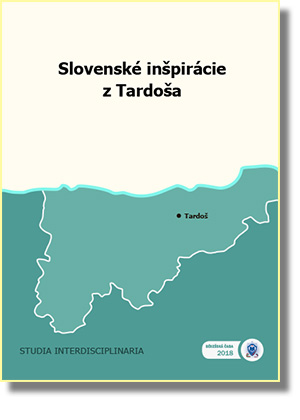 Slovenské inšpirácie
z Tardoša
Tardoš
STUDIA INTERDISCIPLINARIA
2018